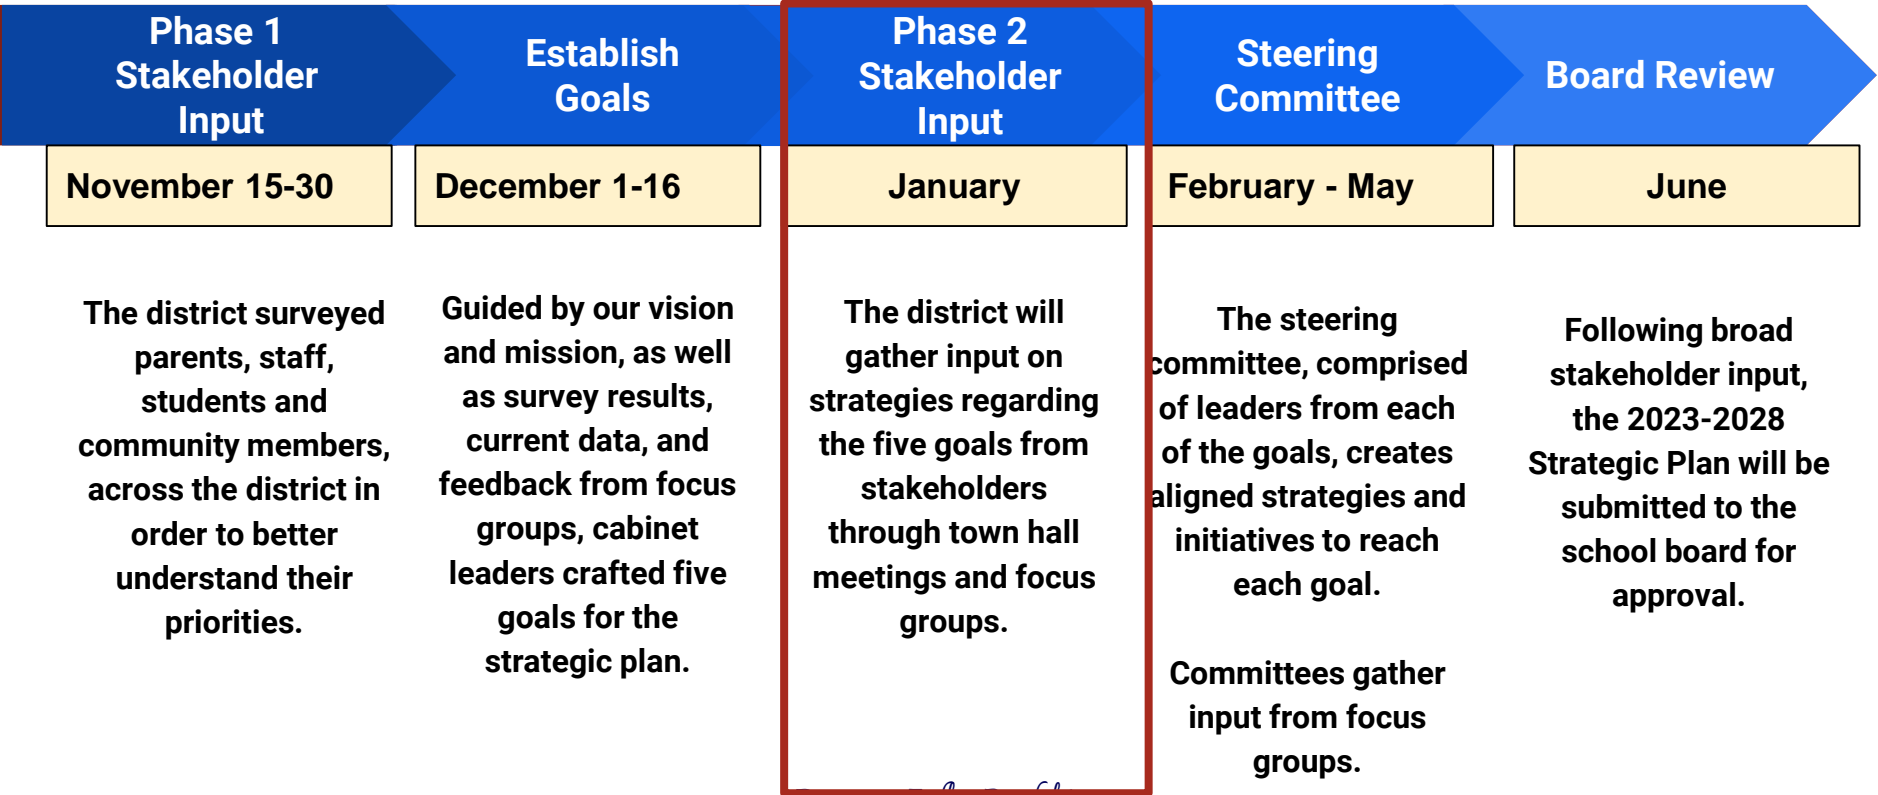 Phase 1
Stakeholder
Input
Establish
Goals
Phase 2
Stakeholder
Input
Steering
Committee
Board Review
November 15-30
December 1-16
January
February - May
June
The district surveyed
parents, staff,
students and
community members,
across the district in
order to better
understand their
priorities.
Guided by our vision
and mission, as well
as survey results,
current data, and
feedback from focus
groups, cabinet
leaders crafted five
goals for the
strategic plan.
The district will
gather input on
strategies regarding
the five goals from
stakeholders
through town hall
meetings and focus
groups.
The steering
committee, comprised
of leaders from each
of the goals, creates
aligned strategies and
initiatives to reach
each goal.
Committees gather
input from focus
groups.
Following broad
stakeholder input,
the 2023-2028
Strategic Plan will be
submitted to the
school board for
approval.